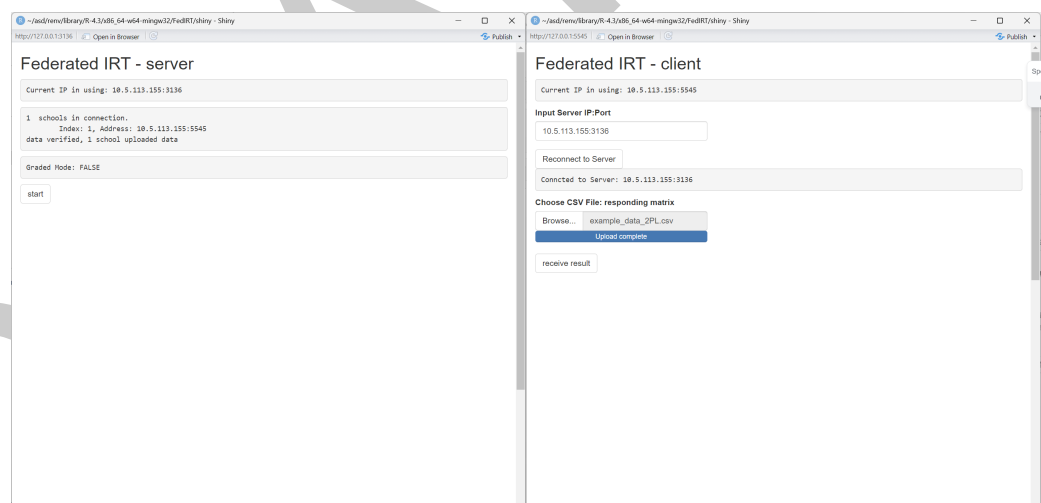 ~/asd/renv/library/R-4.3/x86_64-w64-mingw32/FedIRT/shiny - Shiny
http://127.0.0.1:3136 Open in Browser Publish
Federated IRT - server
Current IP in using: 10.5.113.155:3136
1 schools in connection.
Index: 1, Address: 10.5.113.155:5545
data verified, 1 school uploaded data
Graded Mode: FALSE
start
~/asd/renv/library/R-4.3/x86_64-w64-mingw32/FedIRT/shiny - Shiny
http://127.0.0.1:5545 Open in Browser Publish
Federated IRT - client
Current IP in using: 10.5.113.155:5545
Input Server IP:Port
10.5.113.155:3136
Reconnect to Server
Conncted to Server: 10.5.113.155:3136
Choose CSV File: responding matrix
Browse... example_data_2PL.csv
Upload complete
receive result